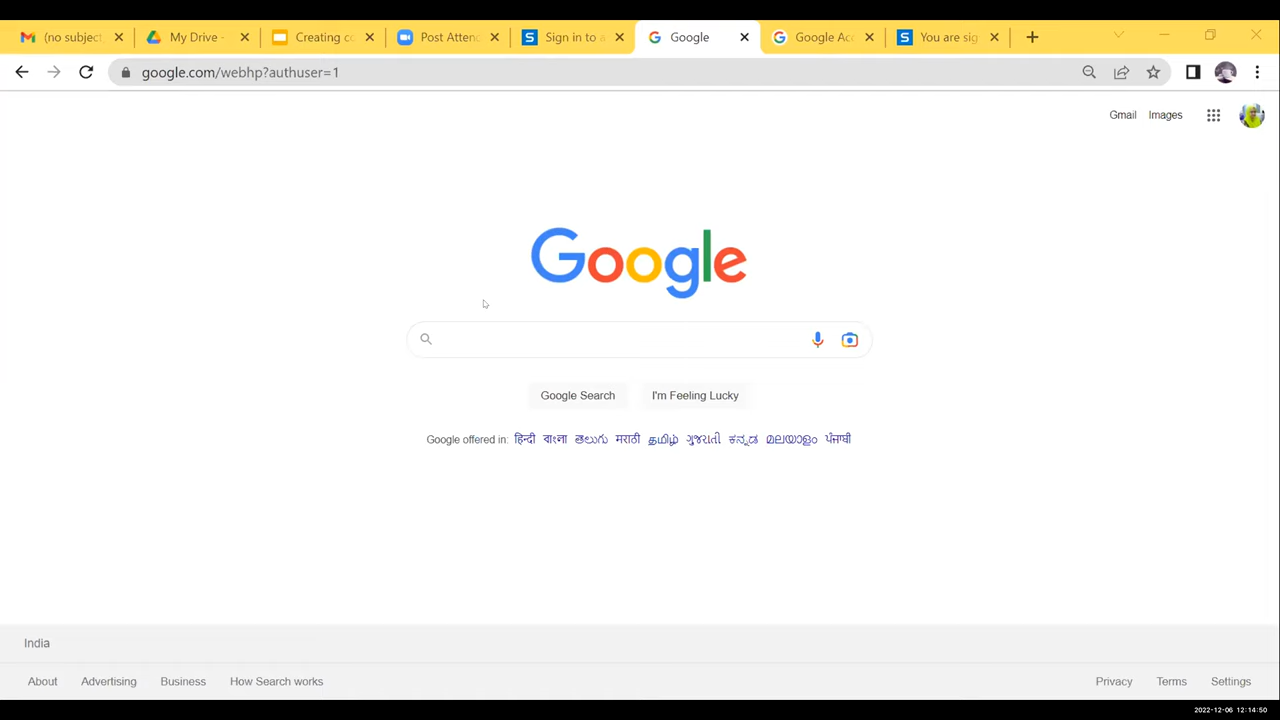 (no subject My Drive - Creating co Post Atten Sign in to a Google Google Acc You are sig
google.com/webhp?authuser=1
Gmail Images
Google
Google Search I'm Feeling Lucky
Google offered in: हिन्दी বাংলা తెలుగు मराठी தமிழ் ગુજરાતી ಕನ್ನಡ മലയാളം ਪੰਜਾਬੀ
India
About Advertising Business How Search works Privacy Terms Settings
2022-12-06 12:14:50